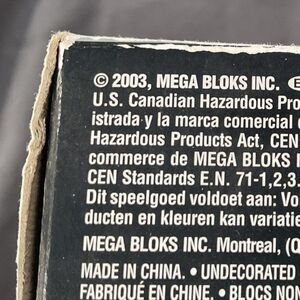 © 2003, MEGA BLOKS INC.
U.S. Canadian Hazardous Pro
istrada y la marca comercial
Hazardous Products Act, CEN
commerce de MEGA BLOKS
CEN Standards E.N. 71-1,2,3.
Dit speelgoed voldoet aan: Vo
ducten en kleuren kan variatie
MEGA BLOKS INC. Montreal, (Q
MADE IN CHINA. • UNDECORATED
FABRIQUÉ EN CHINE. • BLOCS NON